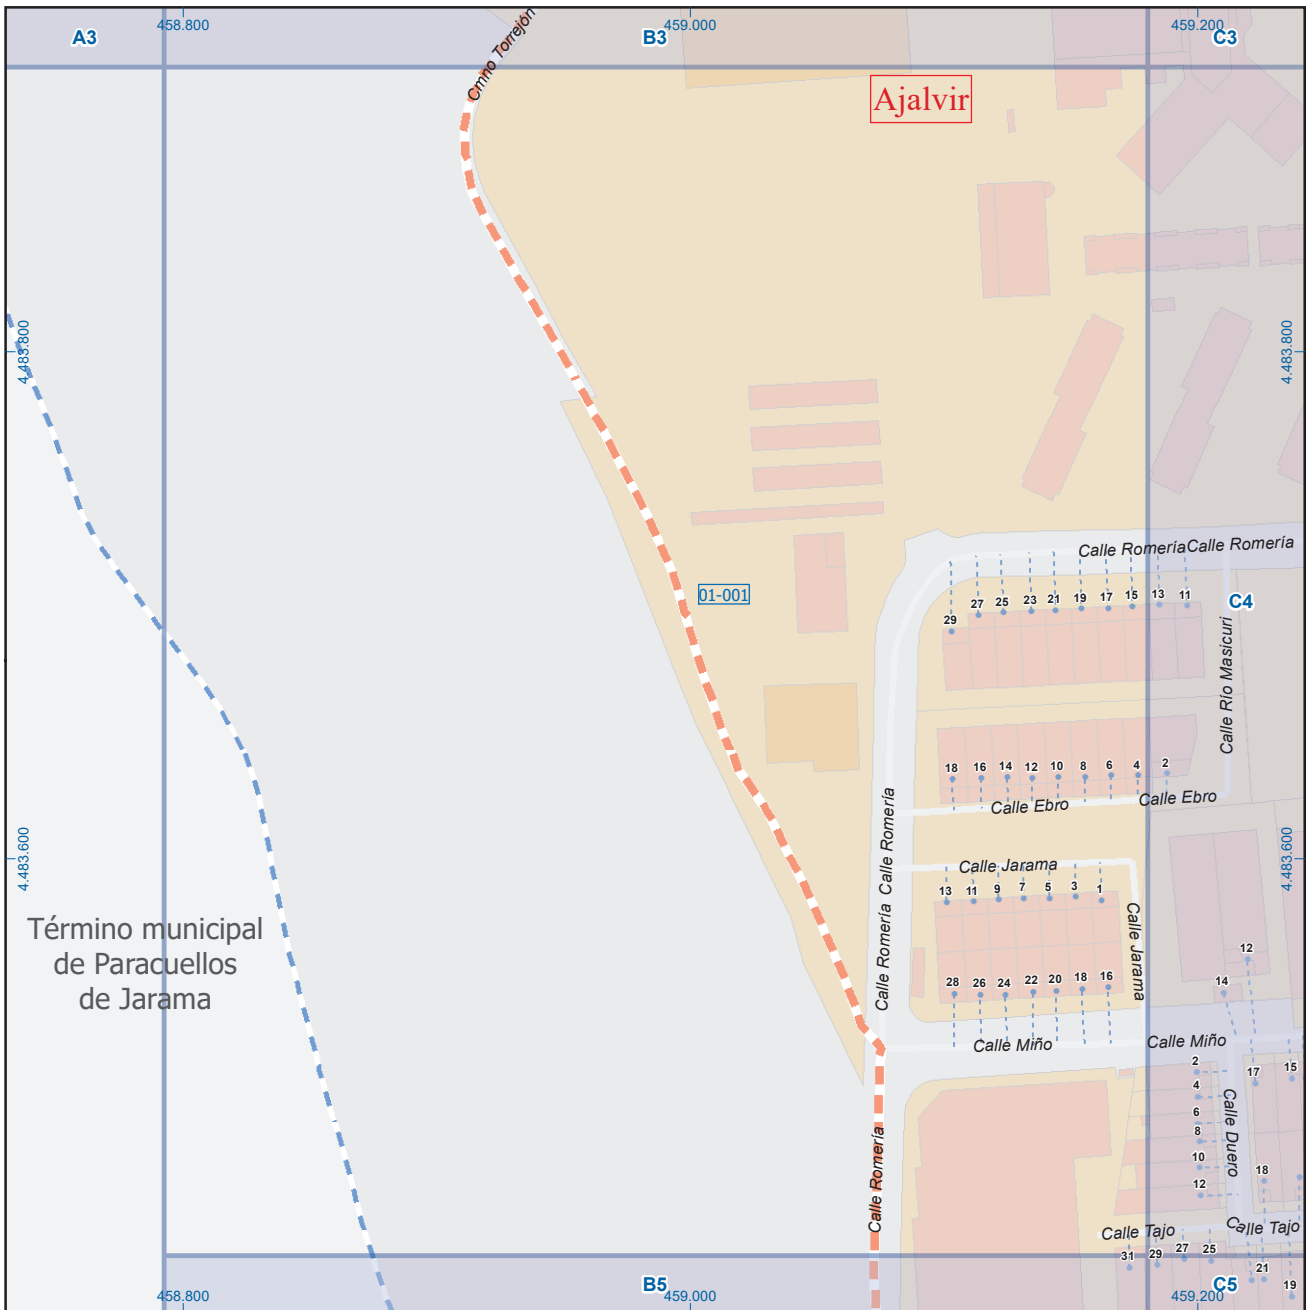 458.800
459.000
459.200
A3
B3
C3
Cmno Torrejón
Ajalvir
4.483.800
4.483.800
Calle Romería
Calle Romería
01-001
29
27
25
23
21
19
17
15
13
11
C4
Calle Río Masicuri
18
16
14
12
10
8
6
4
2
Calle Ebro
Calle Ebro
Calle Romería
4.483.600
4.483.600
Calle Jarama
13
11
9
7
5
3
1
Calle Jarama
Calle Romería
Término municipal
de Paracuellos
de Jarama
12
14
28
26
24
22
20
18
16
Calle Miño
Calle Miño
2
4
6
8
10
12
17
15
Calle Duero
18
Calle Romería
Calle Tajo
Calle Tajo
31
29
27
25
21
19
B5
C5
458.800
459.000
459.200